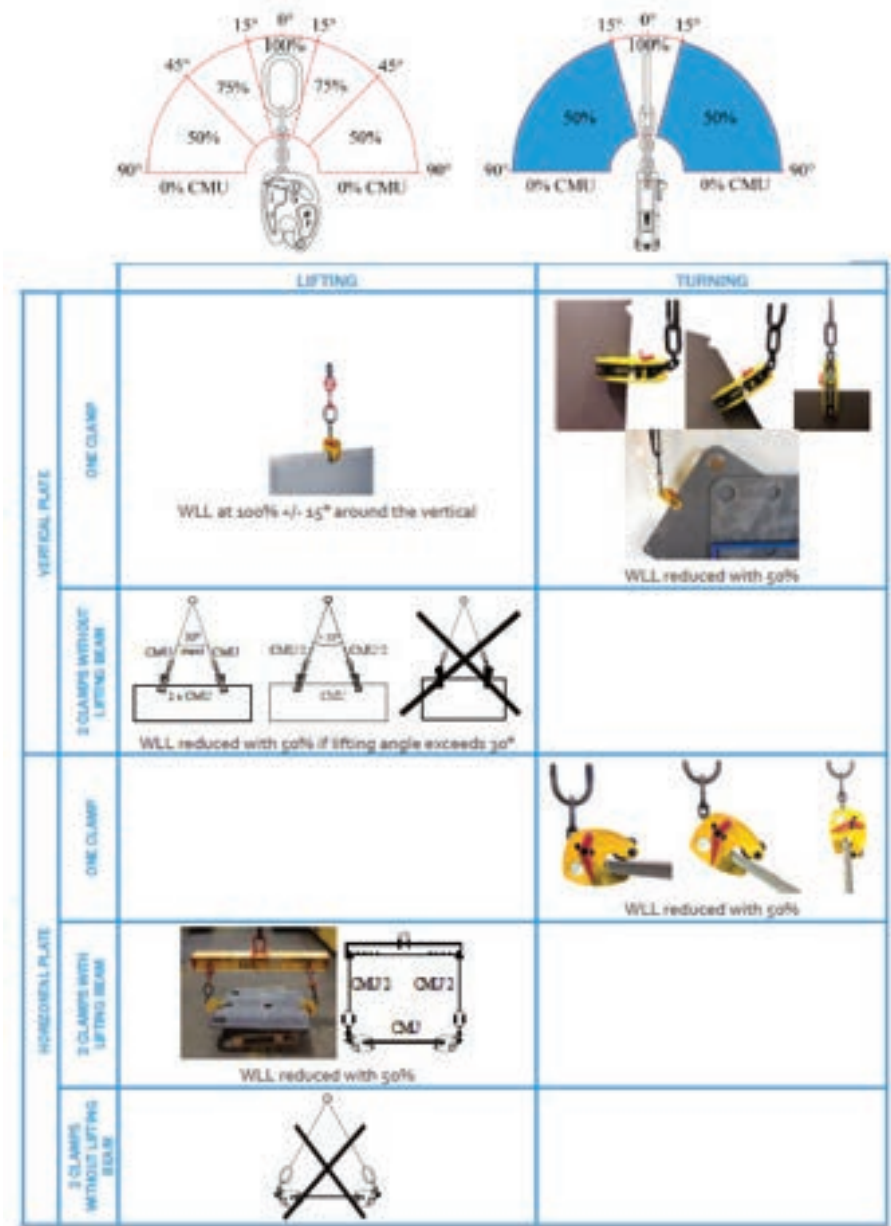 15° 0° 15°
100%
45° 75% 75% 45°
50% 50%
90° 90°
0% CMU 0% CMU
15° 0° 15°
100%
50% 50%
90° 90°
0% CMU 0% CMU
LIFTING TURNING
VERTICAL PLATE
ONE CLAMP
WLL at 100% +/- 15° around the vertical
WLL reduced with 50%
2 CLAMPS WITHOUT
LIFTING BEAM
CMU CMU
2 x CMU
CMU/2 CMU/2
CMU
WLL reduced with 50% if lifting angle exceeds 30°
HORIZONTAL PLATE
ONE CLAMP
WLL reduced with 50%
2 CLAMPS WITH
LIFTING BEAM
CMU/2 CMU/2
CMU
WLL reduced with 50%
2 CLAMPS
WITHOUT LIFTING
BEAM